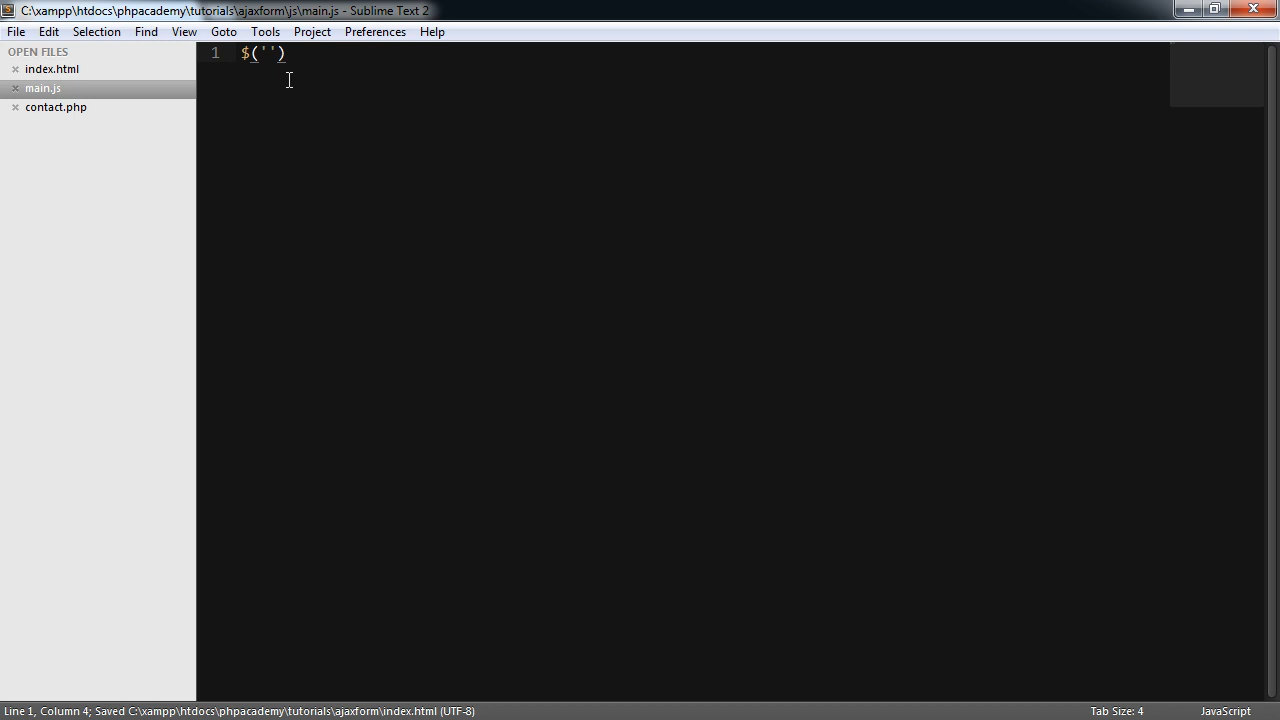 C:\xampp\htdocs\phpacademy\tutorials\ajaxform\js\main.js - Sublime Text 2
File Edit Selection Find View Goto Tools Project Preferences Help
OPEN FILES
index.html
main.js
contact.php
1 $('')
Line 1, Column 4; Saved C:\xampp\htdocs\phpacademy\tutorials\ajaxform\index.html (UTF-8) Tab Size: 4 JavaScript